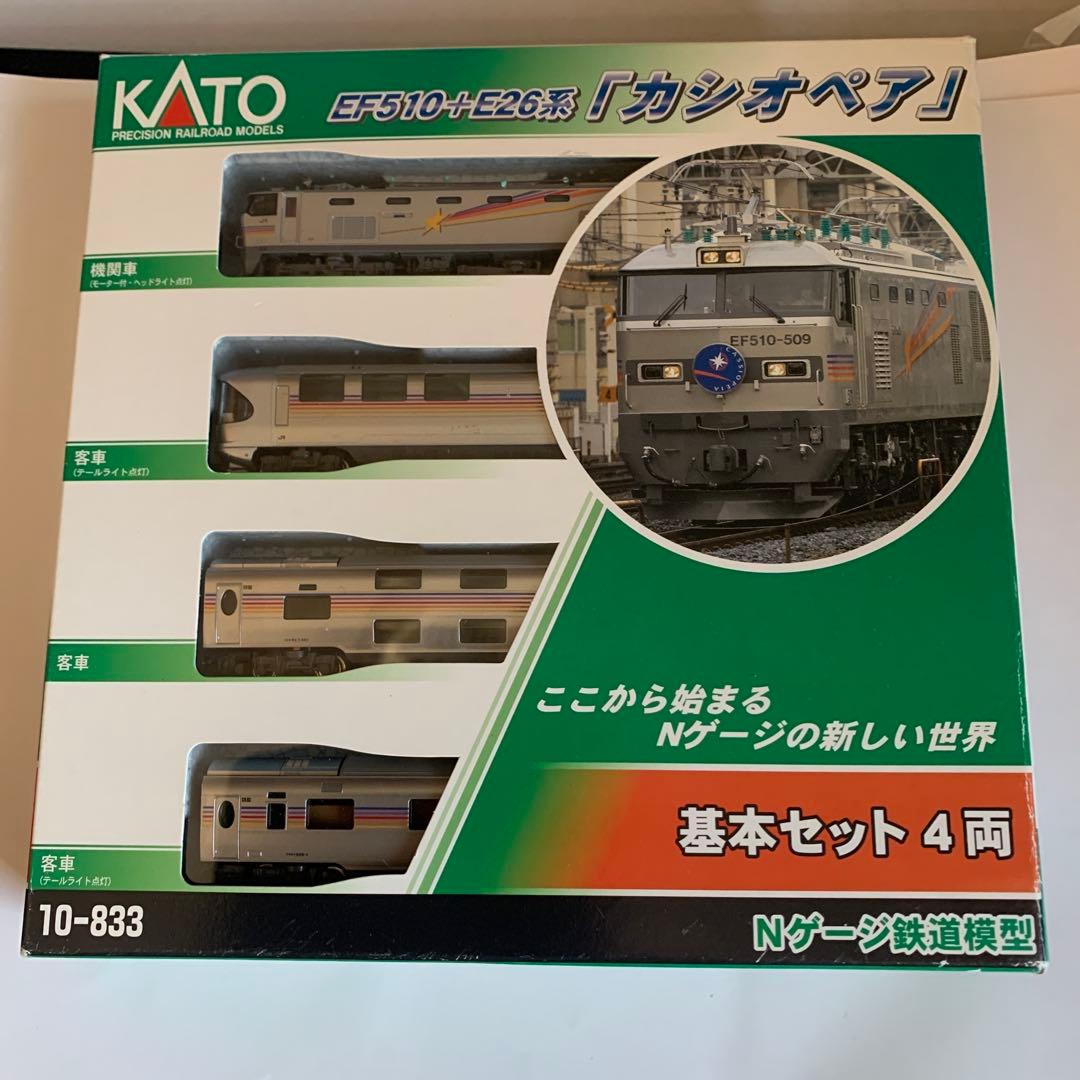 KATO
PRECISION RAILROAD MODELS
EF510+E26系「カシオペア」
機関車
(モーター付・ヘッドライト点灯)
EF510-509
CASSIOPEIA
客車
(テールライト点灯)
客車
ここから始まる
Nゲージの新しい世界
基本セット 4両
客車
(テールライト点灯)
10-833
Nゲージ鉄道模型